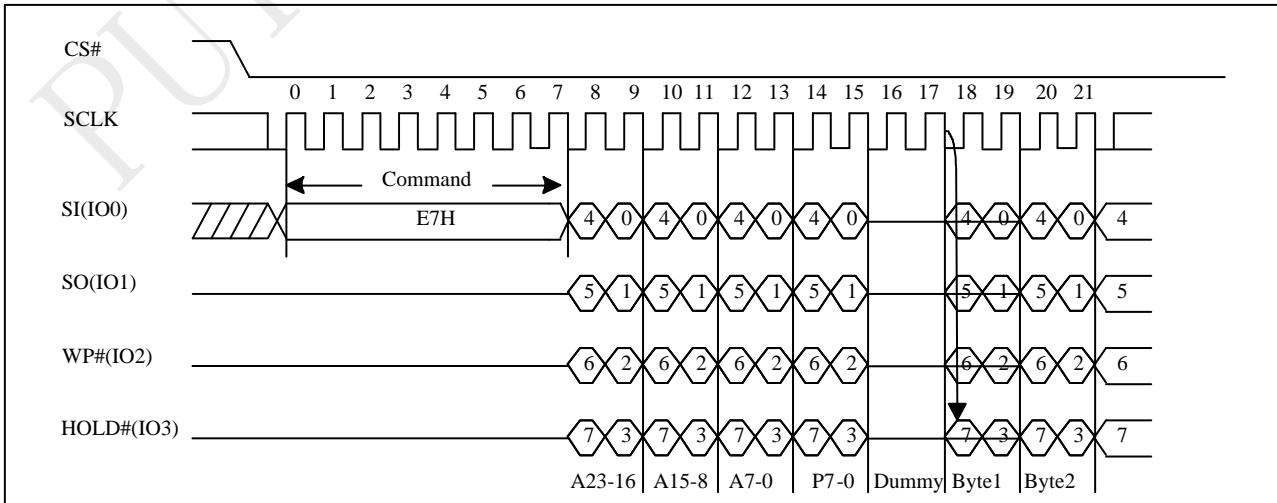 PU
CS#
0 1 2 3 4 5 6 7 8 9 10 11 12 13 14 15 16 17 18 19 20 21
SCLK
Command
SI(IO0) E7H 4 0 4 0 4 0 4 0 4 0 4 0 4
SO(IO1) 5 1 5 1 5 1 5 1 5 1 5 1 5
WP#(IO2) 6 2 6 2 6 2 6 2 6 2 6 2 6
HOLD#(IO3) 7 3 7 3 7 3 7 3 7 3 7 3 7
A23-16 A15-8 A7-0 P7-0 Dummy Byte1 Byte2